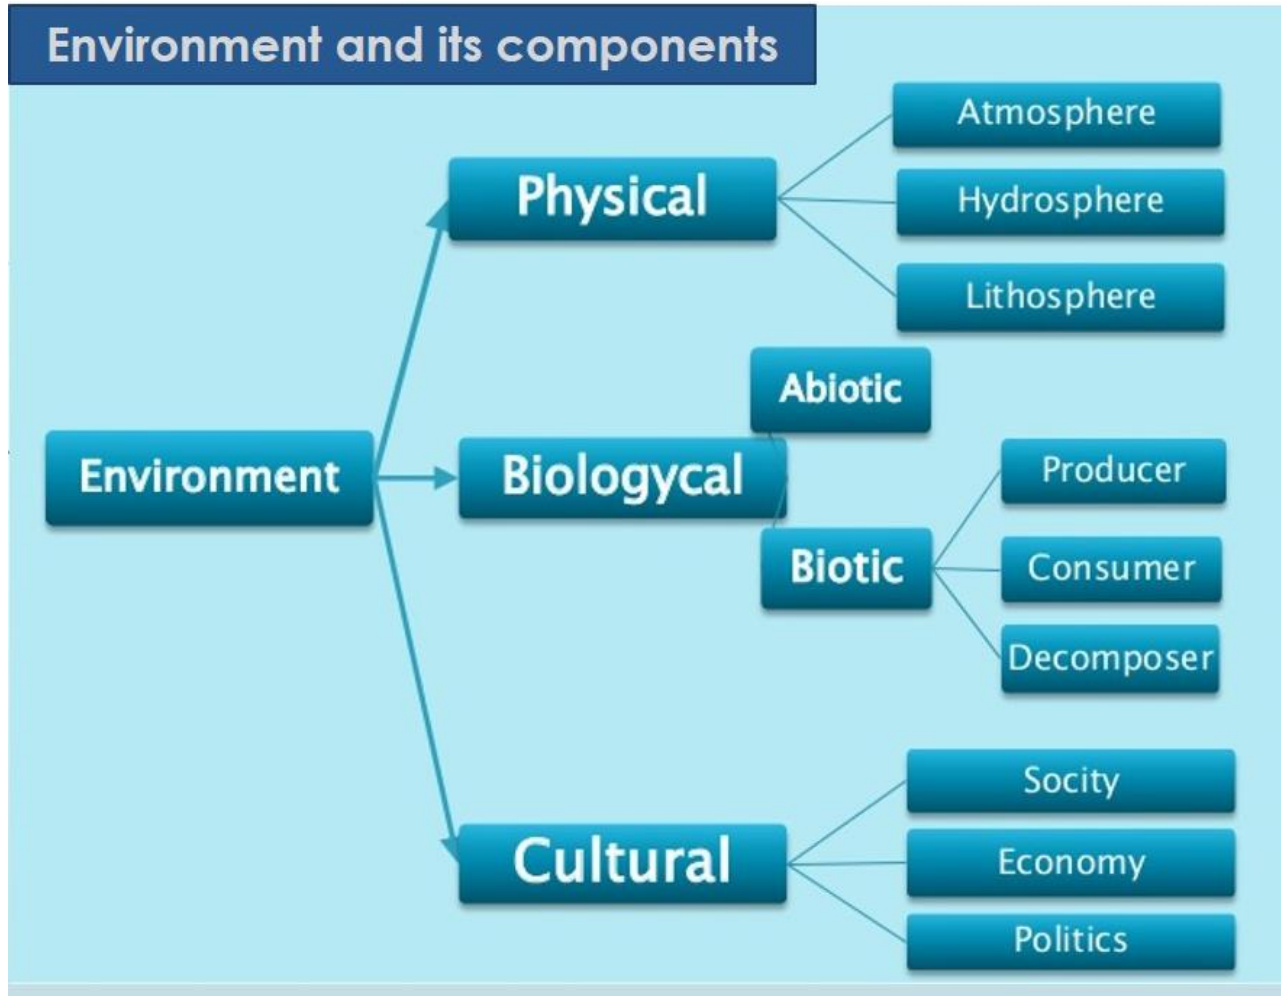 Environment and its components
Atmosphere
Physical
Hydrosphere
Lithosphere
Abiotic
Environment
Biologycal
Producer
Biotic
Consumer
Decomposer
Socity
Cultural
Economy
Politics